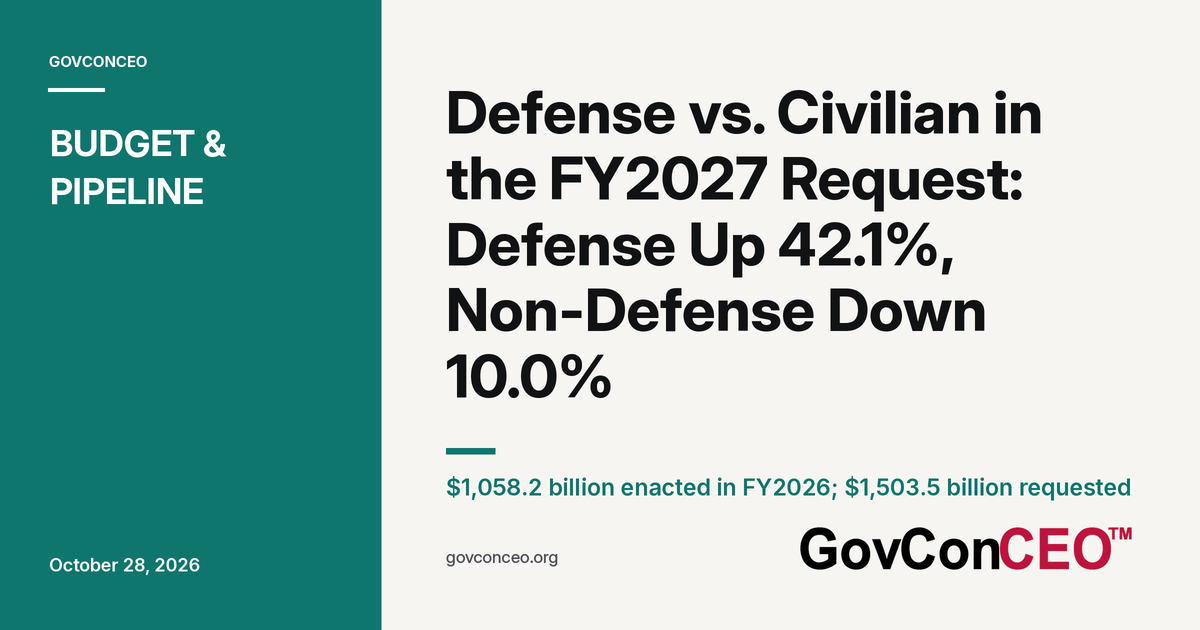 GOVCONCEO
BUDGET &
PIPELINE
October 28, 2026
Defense vs. Civilian in
the FY2027 Request:
Defense Up 42.1%,
Non-Defense Down
10.0%
$1,058.2 billion enacted in FY2026; $1,503.5 billion requested
govconceo.org
GovConCEO™